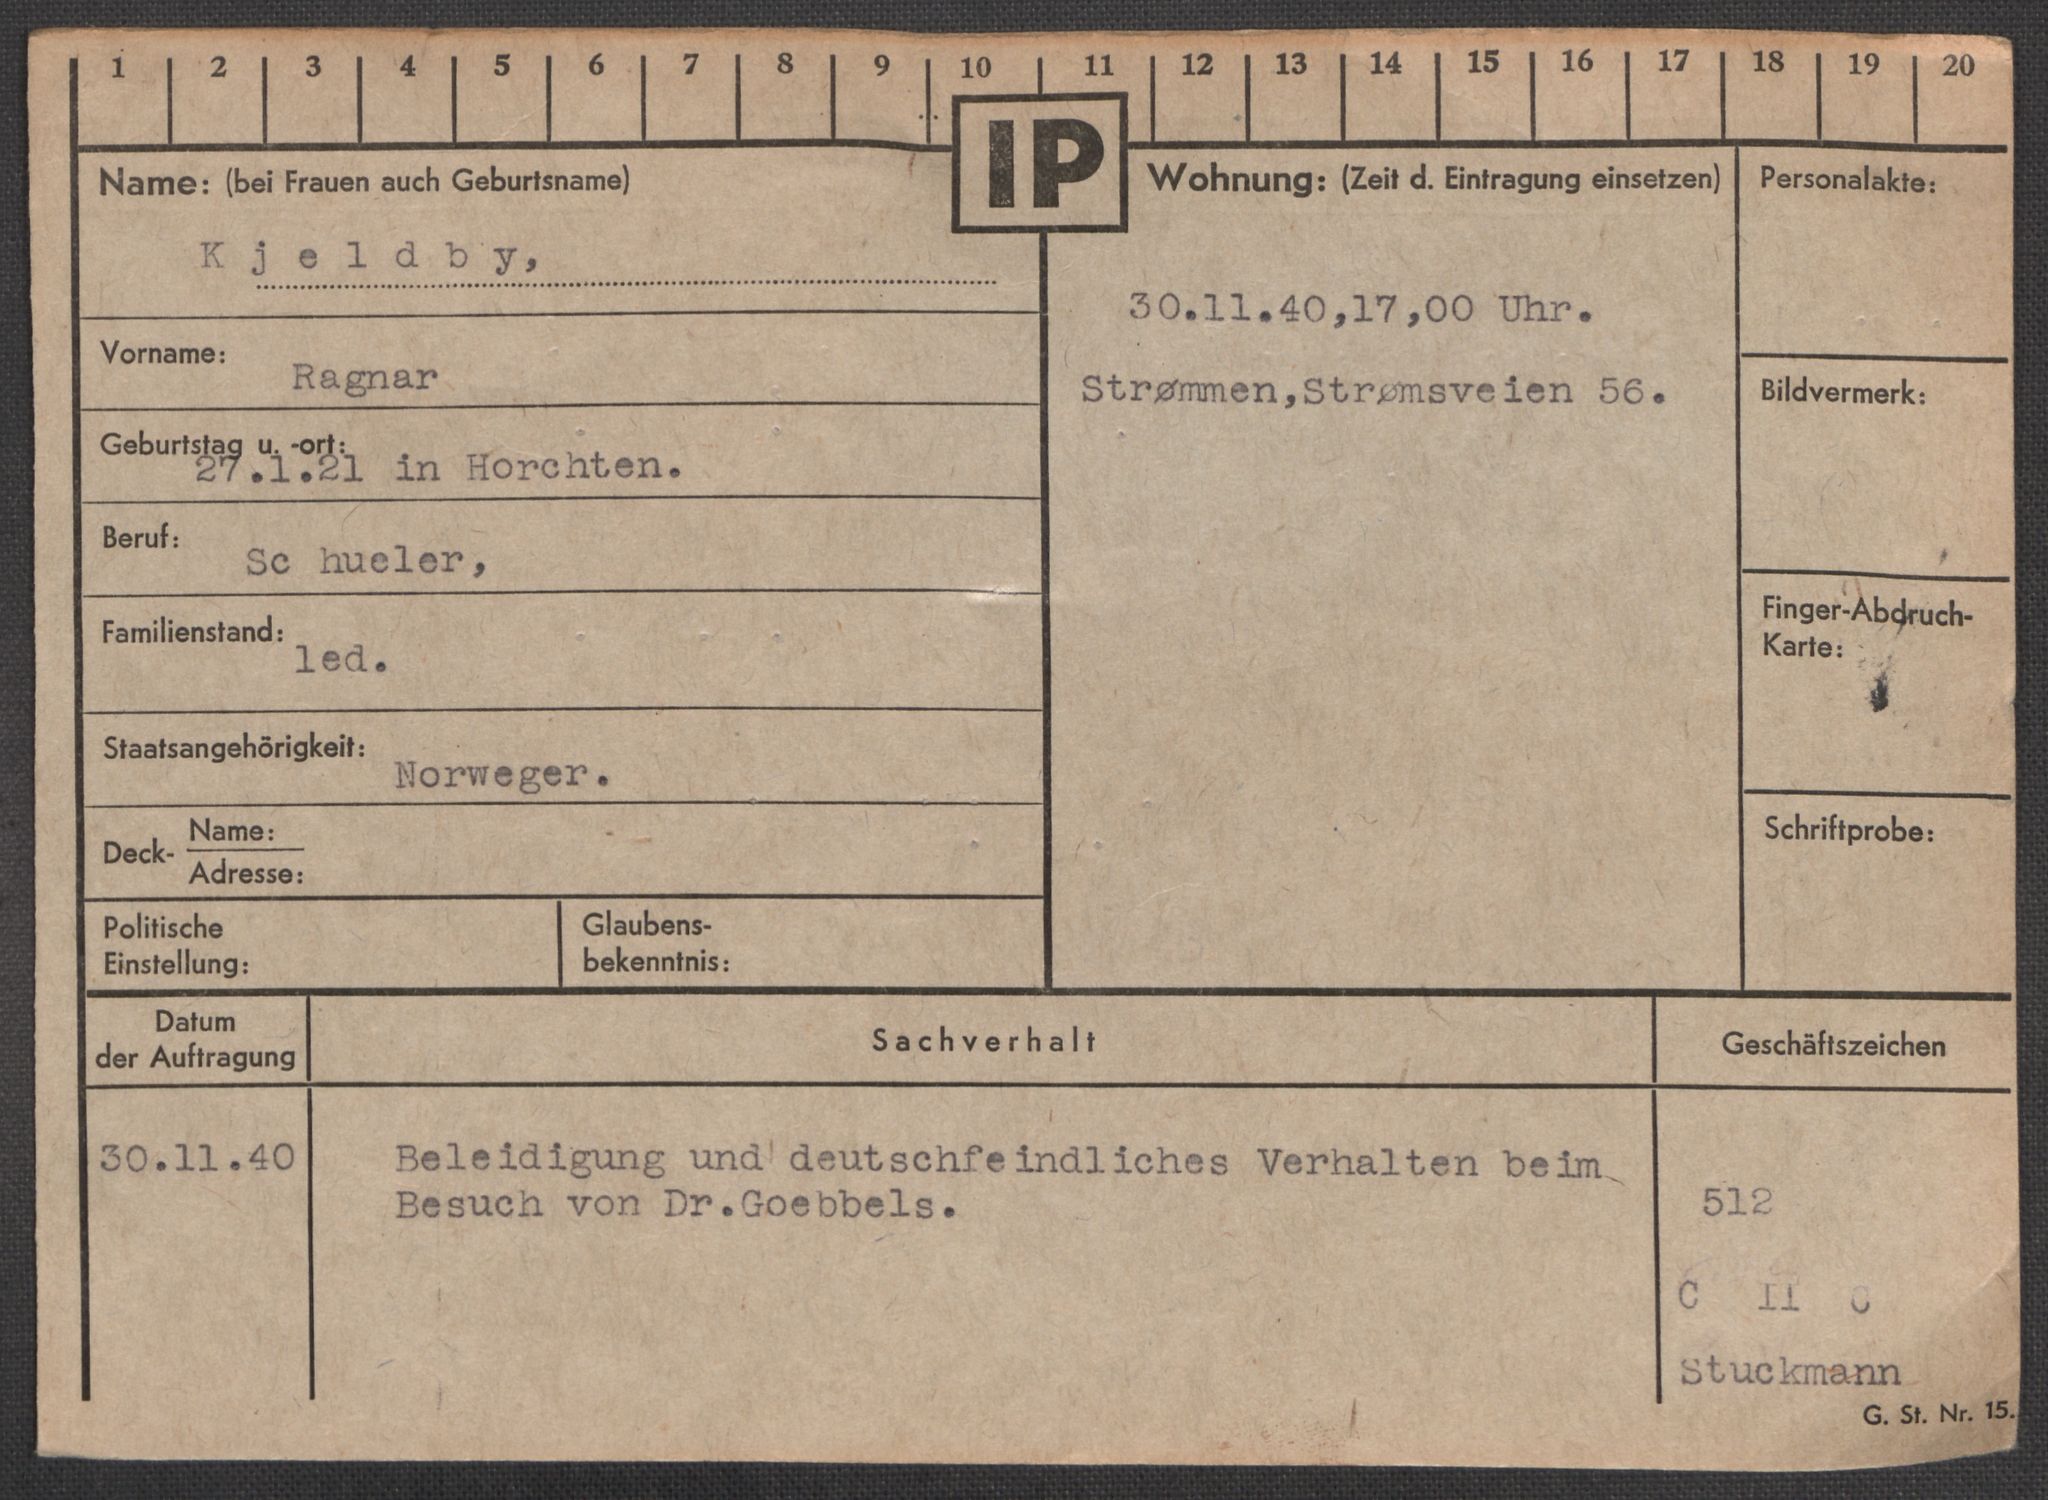 1 2 3 4 5 6 7 8 9 10 11 12 13 14 15 16 17 18 19 20
IP
Name: (bei Frauen auch Geburtsname)
Kjeldby,
Vorname:
Ragnar
Geburtstag u. -ort:
27.1.21 in Horchten.
Beruf:
Sc hueler,
Familienstand:
led.
Staatsangehörigkeit:
Norweger.
Deck- Name:
Adresse:
Politische
Einstellung:
Glaubens-
bekenntnis:
Wohnung: (Zeit d. Eintragung einsetzen)
30.11.40,17,00 Uhr.
Strømmen,Strømsveien 56.
Personalakte:
Bildvermerk:
Finger-Abdruch-
Karte:
Schriftprobe:
Datum
der Auftragung
Sachverhalt
Geschäftszeichen
30.11.40
Beleidigung und deutschfeindliches Verhalten beim
Besuch von Dr.Goebbels.
512
C II C
Stuckmann
G. St. Nr. 15.